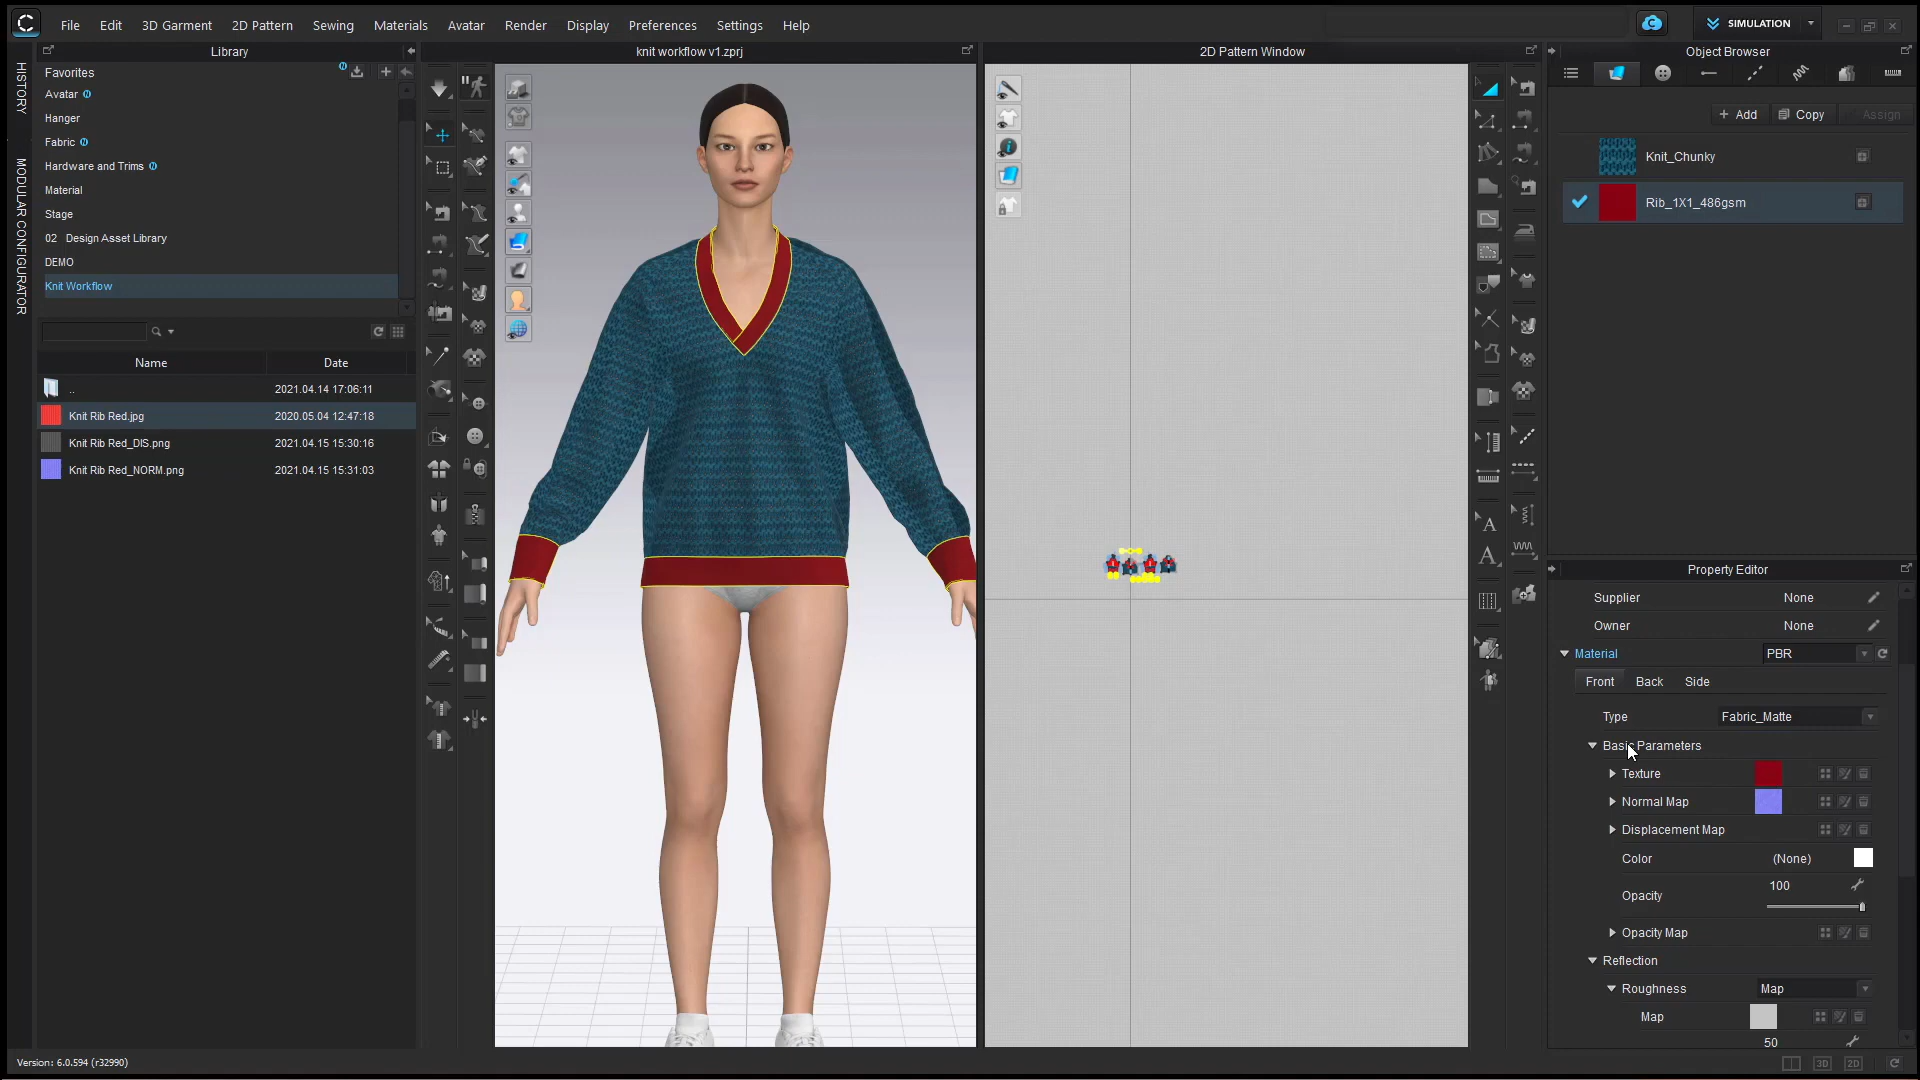 File Edit 3D Garment 2D Pattern Sewing Materials Avatar Render Display Preferences Settings Help
SIMULATION
Library
knit workflow v1.zprj
2D Pattern Window
Object Browser
HISTORY
MODULAR CONFIGURATOR
Favorites
Avatar N
Hanger
Fabric N
Hardware and Trims N
Material
Stage
02 Design Asset Library
DEMO
Knit Workflow
Name Date
.. 2021.04.14 17:06:11
Knit Rib Red.jpg 2020.05.04 12:47:18
Knit Rib Red_DIS.png 2021.04.15 15:30:16
Knit Rib Red_NORM.png 2021.04.15 15:31:03
+ Add Copy Assign
Knit_Chunky
Rib_1X1_486gsm
Property Editor
Supplier None
Owner None
Material PBR
Front Back Side
Type Fabric_Matte
Basic Parameters
Texture
Normal Map
Displacement Map
Color (None)
Opacity 100
Opacity Map
Reflection
Roughness Map
Map
50
Version: 6.0.594 (r32990)
3D 2D